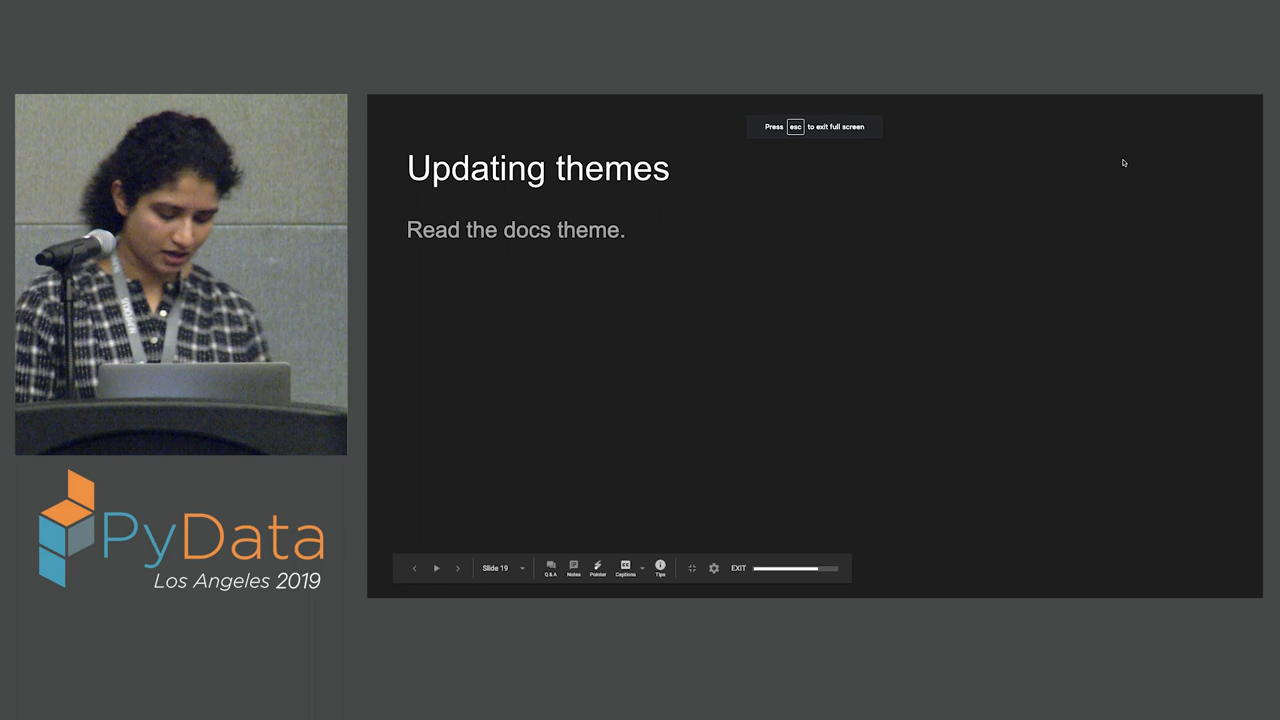 Press esc to exit full screen
Updating themes
Read the docs theme.
PyData
Los Angeles 2019
Slide 19
Q&A
Notes
Pointer
Captions
Tips
EXIT